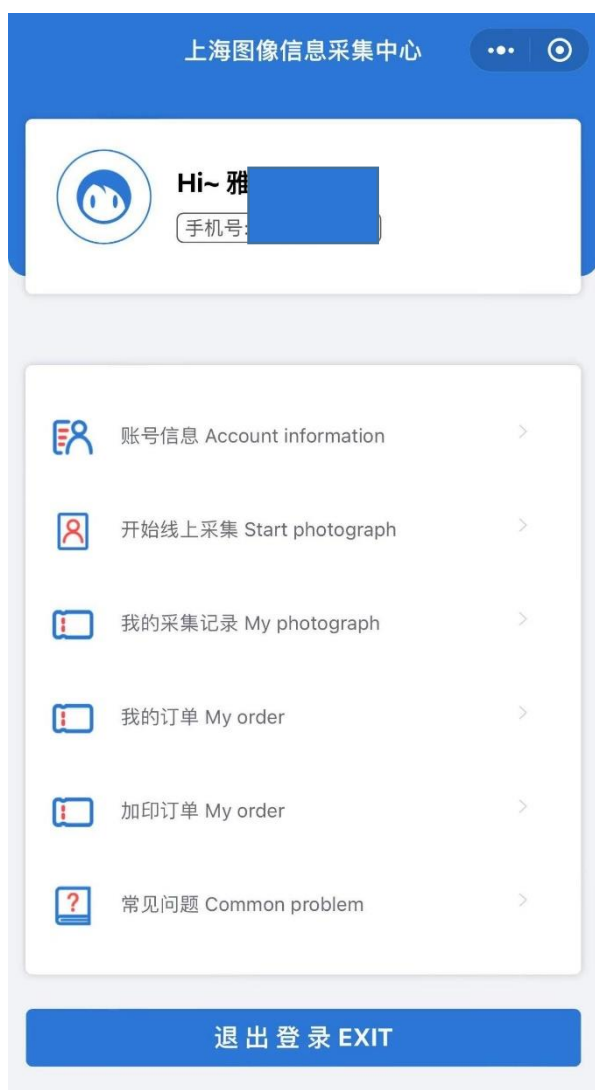 上海图像信息采集中心
Hi~ 雅
手机号:
账号信息 Account information
开始线上采集 Start photograph
我的采集记录 My photograph
我的订单 My order
加印订单 My order
常见问题 Common problem
退出登录 EXIT